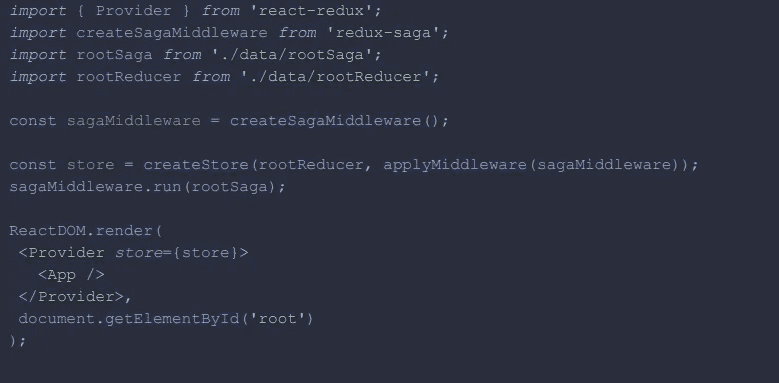 import { Provider } from 'react-redux';
import createSagaMiddleware from 'redux-saga';
import rootSaga from './data/rootSaga';
import rootReducer from './data/rootReducer';

const sagaMiddleware = createSagaMiddleware();

const store = createStore(rootReducer, applyMiddleware(sagaMiddleware));
sagaMiddleware.run(rootSaga);

ReactDOM.render(
 <Provider store={store}>
   <App />
 </Provider>,
 document.getElementById('root')
);